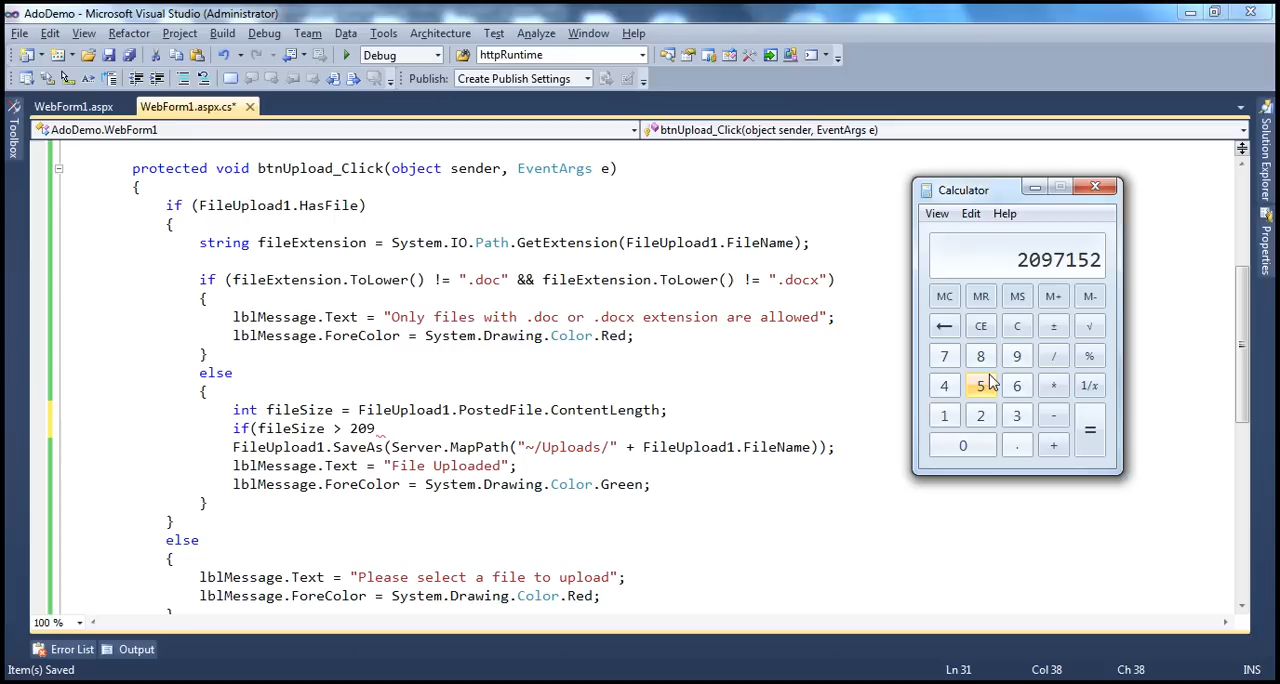 AdoDemo - Microsoft Visual Studio (Administrator)
File Edit View Refactor Project Build Debug Team Data Tools Architecture Test Analyze Window Help
Debug httpRuntime
Publish: Create Publish Settings
WebForm1.aspx WebForm1.aspx.cs*
AdoDemo.WebForm1 btnUpload_Click(object sender, EventArgs e)
Toolbox
Solution Explorer
Properties
protected void btnUpload_Click(object sender, EventArgs e)
{
if (FileUpload1.HasFile)
{
string fileExtension = System.IO.Path.GetExtension(FileUpload1.FileName);
if (fileExtension.ToLower() != ".doc" && fileExtension.ToLower() != ".docx")
{
lblMessage.Text = "Only files with .doc or .docx extension are allowed";
lblMessage.ForeColor = System.Drawing.Color.Red;
}
else
{
int fileSize = FileUpload1.PostedFile.ContentLength;
if(fileSize > 209
FileUpload1.SaveAs(Server.MapPath("~/Uploads/" + FileUpload1.FileName));
lblMessage.Text = "File Uploaded";
lblMessage.ForeColor = System.Drawing.Color.Green;
}
}
else
{
lblMessage.Text = "Please select a file to upload";
lblMessage.ForeColor = System.Drawing.Color.Red;
Calculator
View Edit Help
2097152
MC MR MS M+ M-
← CE C ± √
7 8 9 / %
4 5 6 * 1/x
1 2 3 - =
0 . +
100 %
Error List Output
Item(s) Saved Ln 31 Col 38 Ch 38 INS